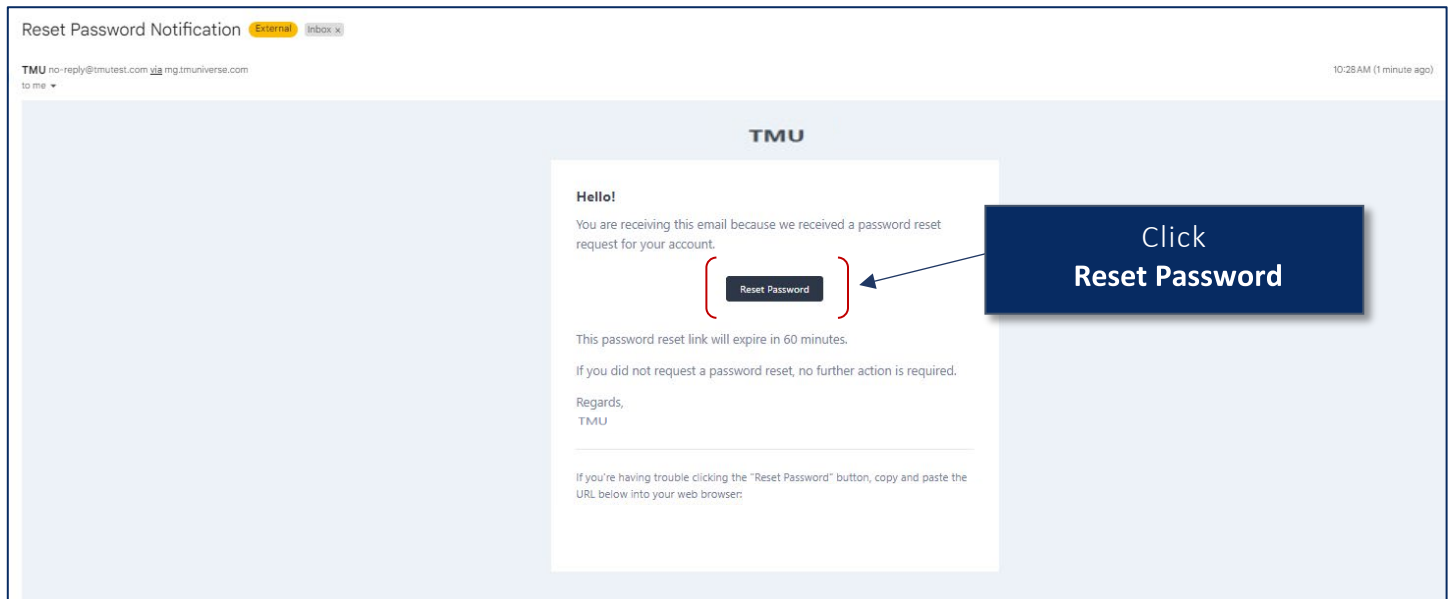 Reset Password Notification External Inbox x
TMU no-reply@tmutest.com via mg.tmuniverse.com 10:28 AM (1 minute ago)
to me
TMU
Hello!
You are receiving this email because we received a password reset
request for your account.
Reset Password
Click
Reset Password
This password reset link will expire in 60 minutes.
If you did not request a password reset, no further action is required.
Regards,
TMU
If you're having trouble clicking the "Reset Password" button, copy and paste the
URL below into your web browser: